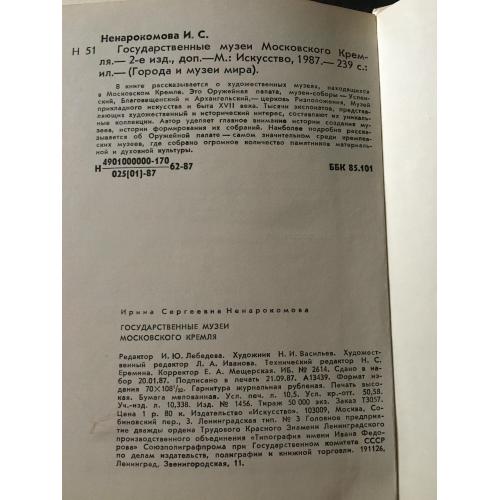 Ненарокомова И. С.
Н 51 Государственные музеи Московского Крем-
ля.— 2-е изд., доп.—М.: Искусство, 1987.— 239 с.:
ил.— (Города и музеи мира).
В книге рассказывается о художественных музеях, находящихся
в Московском Кремле. Это Оружейная палата, музеи-соборы — Успен-
ский, Благовещенский и Архангельский,— церковь Ризположения, Музей
прикладного искусства и быта XVII века. Тысячи экспонатов, представ-
ляющих художественный и исторический интерес, составляют их уникаль-
ные коллекции. Автор уделяет главное внимание истории создания музе-
ев, истории формирования их собраний. Наиболее подробно рассказы-
вается об Оружейной палате — самом значительном среди кремлев-
ских музеев, где собрано огромное количество памятников материаль-
ной и духовной культуры.
Н 4901000000-170 62-87 ББК 85.101
025(01)-87
Ирина Сергеевна Ненарокомова
ГОСУДАРСТВЕННЫЕ МУЗЕИ
МОСКОВСКОГО КРЕМЛЯ
Редактор И. Ю. Лебедева. Художник Н. И. Васильев. Художествен-
ный редактор Л. А. Иванова. Технический редактор Н. С.
Еремина. Корректор Е. А. Мещерская. ИБ. № 2614. Сдано в на-
бор 20.01.87. Подписано в печать 21.09.87. А13439. Формат изда-
ния 70×108¹/₃₂. Гарнитура журнальная рубленая. Печать высо-
кая. Бумага мелованная. Усл. печ. л. 10,5. Усл. кр.-отт. 50,58.
Уч.-изд. л. 10,338. Изд. № 1456. Тираж 50 000 экз. Заказ 73057.
Цена 1 р. 80 к. Издательство «Искусство». 103009, Москва, Со-
биновский пер., 3. Ленинградская тип. № 3 Головное предприя-
тие дважды ордена Трудового Красного Знамени Ленинградского
производственного объединения «Типография имени Ивана Федо-
рова» Союзполиграфпрома при Государственном комитете СССР
по делам издательств, полиграфии и книжной торговли. 191126,
Ленинград, Звенигородская, 11.